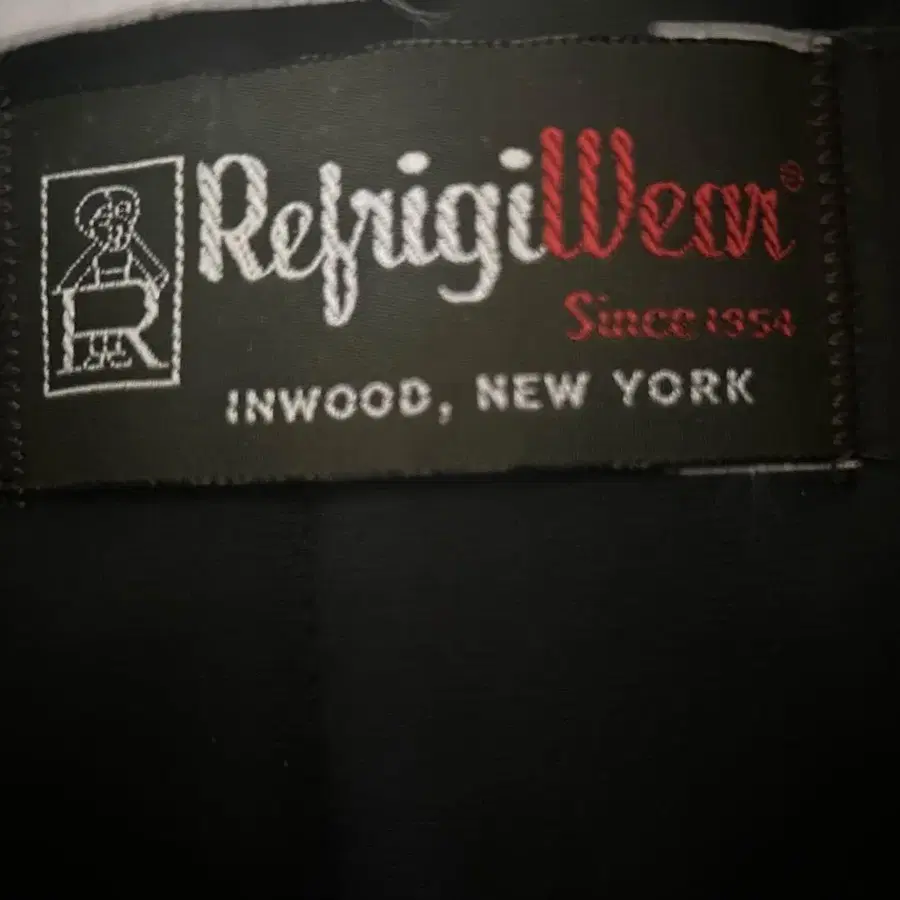 RefrigiWear®
Since 1954
INWOOD, NEW YORK
R